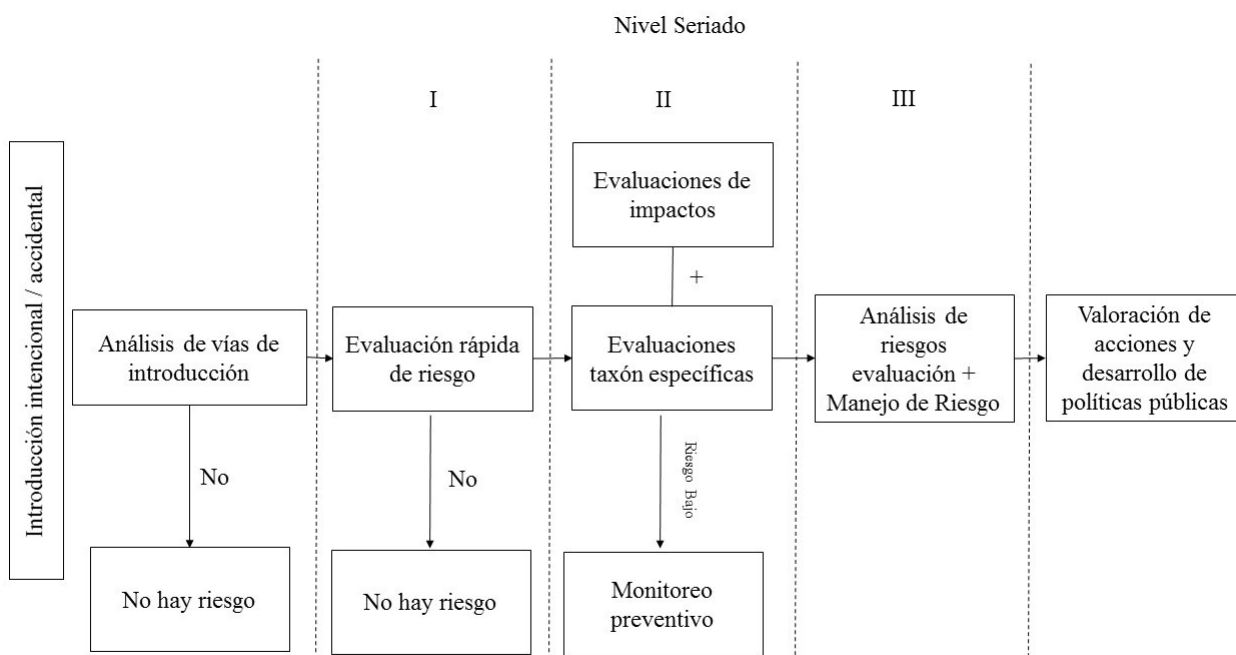 Nivel Seriado
I
II
III
Introducción intencional / accidental
Evaluaciones de
impactos
+
Análisis de vías de
introducción
Evaluación rápida
de riesgo
Evaluaciones
taxón específicas
Análisis de
riesgos
evaluación +
Manejo de Riesgo
Valoración de
acciones y
desarrollo de
políticas públicas
No
No
Riesgo Bajo
No hay riesgo
No hay riesgo
Monitoreo
preventivo